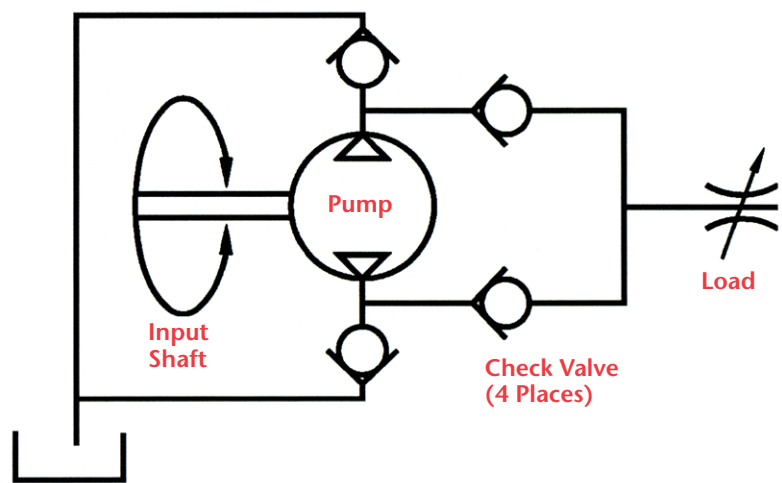 Pump
Load
Input
Shaft
Check Valve
(4 Places)